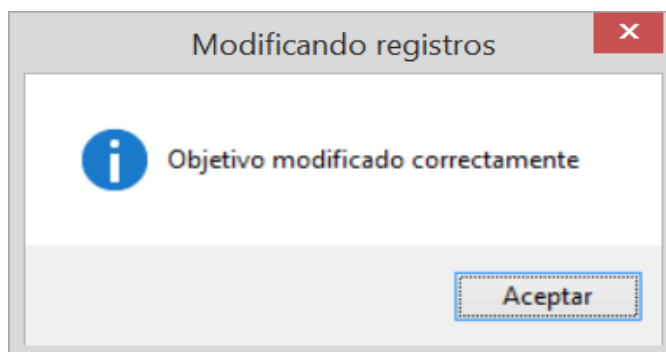 Modificando registros
Objetivo modificado correctamente
Aceptar